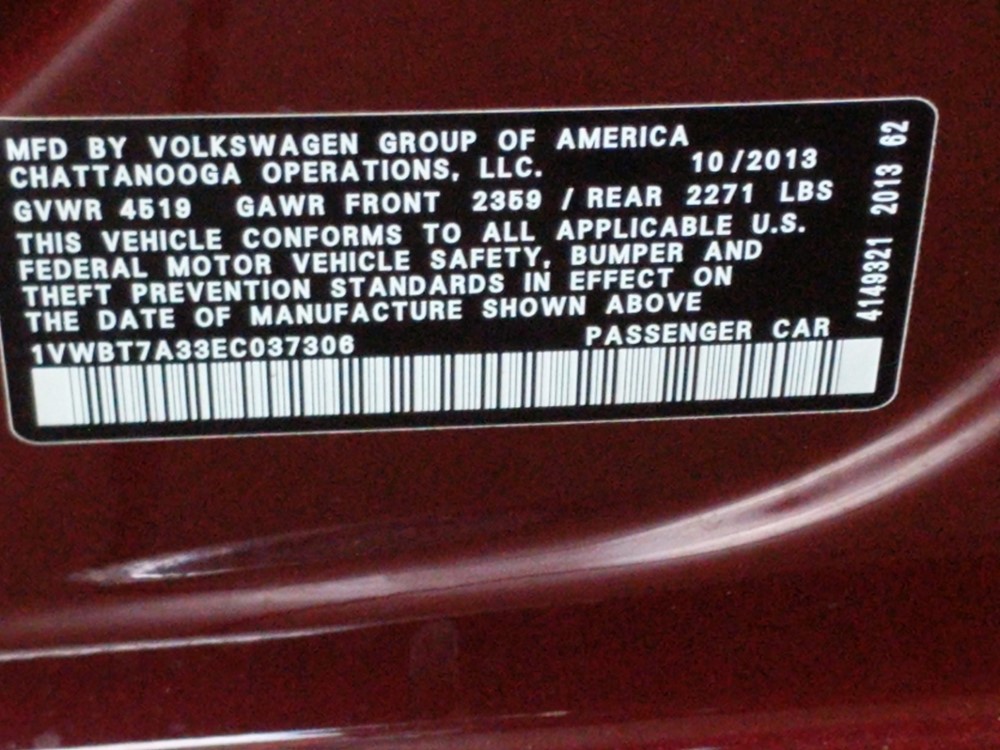 MFD BY VOLKSWAGEN GROUP OF AMERICA
CHATTANOOGA OPERATIONS, LLC. 10/2013
GVWR 4519 GAWR FRONT 2359 / REAR 2271 LBS
THIS VEHICLE CONFORMS TO ALL APPLICABLE U.S.
FEDERAL MOTOR VEHICLE SAFETY, BUMPER AND
THEFT PREVENTION STANDARDS IN EFFECT ON
THE DATE OF MANUFACTURE SHOWN ABOVE
1VWBT7A33EC037306 PASSENGER CAR
4149321 2013 62